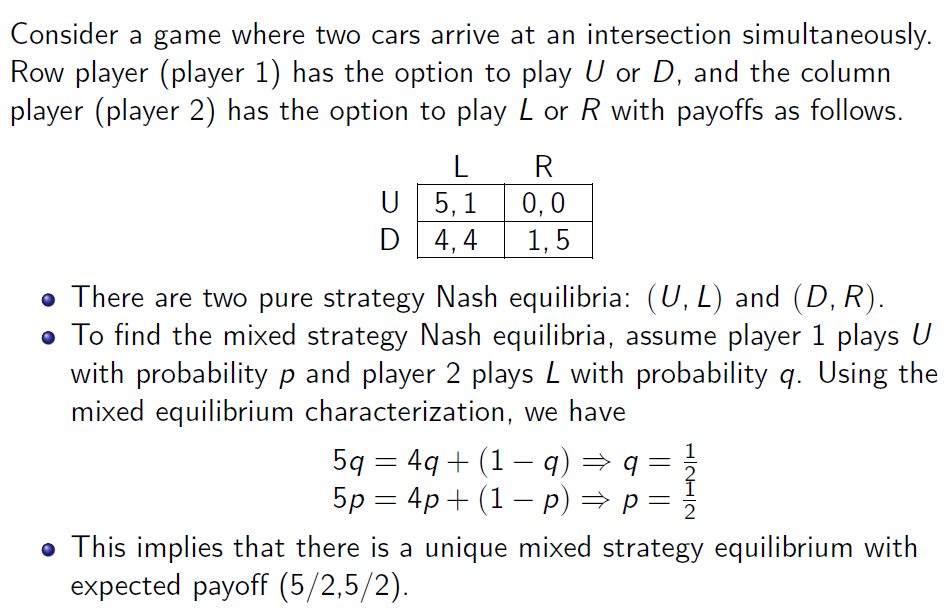 Consider a game where two cars arrive at an intersection simultaneously.
Row player (player 1) has the option to play U or D, and the column
player (player 2) has the option to play L or R with payoffs as follows.
L R
U 5, 1 0, 0
D 4, 4 1, 5
There are two pure strategy Nash equilibria: (U, L) and (D, R).
To find the mixed strategy Nash equilibria, assume player 1 plays U
with probability p and player 2 plays L with probability q. Using the
mixed equilibrium characterization, we have
5q = 4q + (1 − q) ⇒ q = 1/2
5p = 4p + (1 − p) ⇒ p = 1/2
This implies that there is a unique mixed strategy equilibrium with
expected payoff (5/2,5/2).